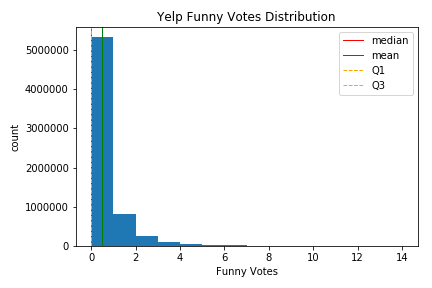 Yelp Funny Votes Distribution
median
mean
Q1
Q3
5000000
4000000
3000000
2000000
1000000
0
count
0 2 4 6 8 10 12 14
Funny Votes